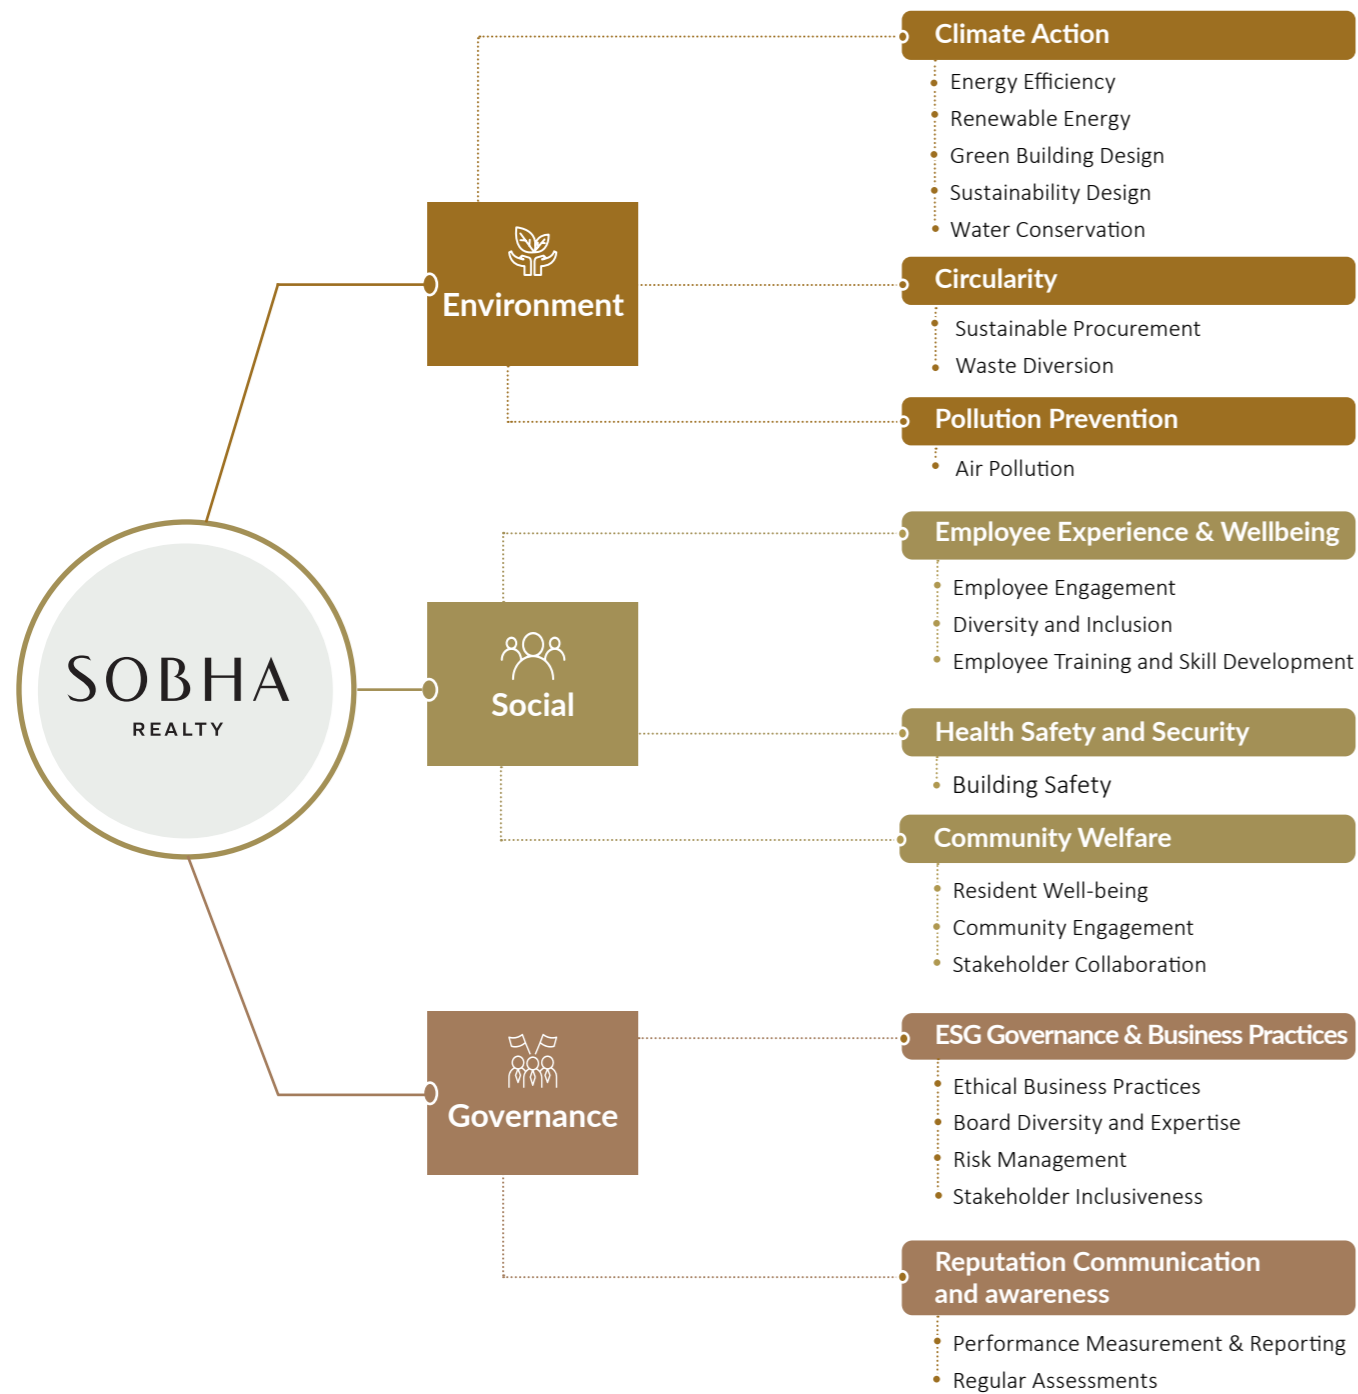 SOBHA
REALTY
Environment
Climate Action
Energy Efficiency
Renewable Energy
Green Building Design
Sustainability Design
Water Conservation
Circularity
Sustainable Procurement
Waste Diversion
Pollution Prevention
Air Pollution
Social
Employee Experience & Wellbeing
Employee Engagement
Diversity and Inclusion
Employee Training and Skill Development
Health Safety and Security
Building Safety
Community Welfare
Resident Well-being
Community Engagement
Stakeholder Collaboration
Governance
ESG Governance & Business Practices
Ethical Business Practices
Board Diversity and Expertise
Risk Management
Stakeholder Inclusiveness
Reputation Communication
and awareness
Performance Measurement & Reporting
Regular Assessments